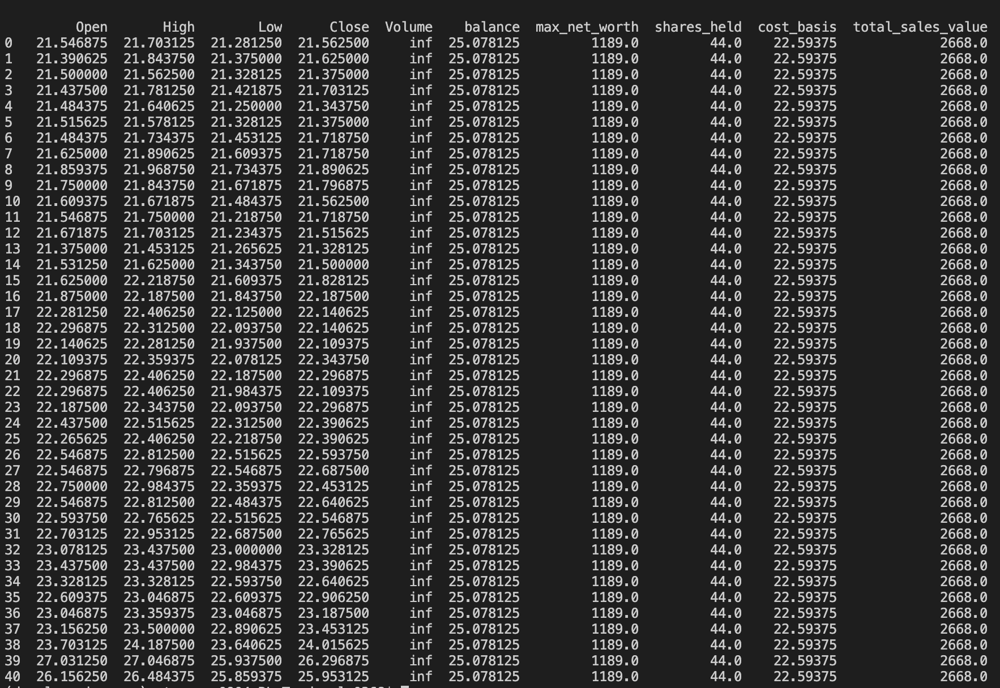 Open High Low Close Volume balance max_net_worth shares_held cost_basis total_sales_value
0 21.546875 21.703125 21.281250 21.562500 inf 25.078125 1189.0 44.0 22.59375 2668.0
1 21.390625 21.843750 21.375000 21.625000 inf 25.078125 1189.0 44.0 22.59375 2668.0
2 21.500000 21.562500 21.328125 21.375000 inf 25.078125 1189.0 44.0 22.59375 2668.0
3 21.437500 21.781250 21.421875 21.703125 inf 25.078125 1189.0 44.0 22.59375 2668.0
4 21.484375 21.640625 21.250000 21.343750 inf 25.078125 1189.0 44.0 22.59375 2668.0
5 21.515625 21.578125 21.328125 21.375000 inf 25.078125 1189.0 44.0 22.59375 2668.0
6 21.484375 21.734375 21.453125 21.718750 inf 25.078125 1189.0 44.0 22.59375 2668.0
7 21.625000 21.890625 21.609375 21.718750 inf 25.078125 1189.0 44.0 22.59375 2668.0
8 21.859375 21.968750 21.734375 21.890625 inf 25.078125 1189.0 44.0 22.59375 2668.0
9 21.750000 21.843750 21.671875 21.796875 inf 25.078125 1189.0 44.0 22.59375 2668.0
10 21.609375 21.671875 21.484375 21.562500 inf 25.078125 1189.0 44.0 22.59375 2668.0
11 21.546875 21.750000 21.218750 21.718750 inf 25.078125 1189.0 44.0 22.59375 2668.0
12 21.671875 21.703125 21.234375 21.515625 inf 25.078125 1189.0 44.0 22.59375 2668.0
13 21.375000 21.453125 21.265625 21.328125 inf 25.078125 1189.0 44.0 22.59375 2668.0
14 21.531250 21.625000 21.343750 21.500000 inf 25.078125 1189.0 44.0 22.59375 2668.0
15 21.625000 22.218750 21.609375 21.828125 inf 25.078125 1189.0 44.0 22.59375 2668.0
16 21.875000 22.187500 21.843750 22.187500 inf 25.078125 1189.0 44.0 22.59375 2668.0
17 22.281250 22.406250 22.125000 22.140625 inf 25.078125 1189.0 44.0 22.59375 2668.0
18 22.296875 22.312500 22.093750 22.140625 inf 25.078125 1189.0 44.0 22.59375 2668.0
19 22.140625 22.281250 21.937500 22.109375 inf 25.078125 1189.0 44.0 22.59375 2668.0
20 22.109375 22.359375 22.078125 22.343750 inf 25.078125 1189.0 44.0 22.59375 2668.0
21 22.296875 22.406250 22.187500 22.296875 inf 25.078125 1189.0 44.0 22.59375 2668.0
22 22.296875 22.406250 21.984375 22.109375 inf 25.078125 1189.0 44.0 22.59375 2668.0
23 22.187500 22.343750 22.093750 22.296875 inf 25.078125 1189.0 44.0 22.59375 2668.0
24 22.437500 22.515625 22.312500 22.390625 inf 25.078125 1189.0 44.0 22.59375 2668.0
25 22.265625 22.406250 22.218750 22.390625 inf 25.078125 1189.0 44.0 22.59375 2668.0
26 22.546875 22.812500 22.515625 22.593750 inf 25.078125 1189.0 44.0 22.59375 2668.0
27 22.546875 22.796875 22.546875 22.687500 inf 25.078125 1189.0 44.0 22.59375 2668.0
28 22.750000 22.984375 22.359375 22.453125 inf 25.078125 1189.0 44.0 22.59375 2668.0
29 22.546875 22.812500 22.484375 22.640625 inf 25.078125 1189.0 44.0 22.59375 2668.0
30 22.593750 22.765625 22.515625 22.546875 inf 25.078125 1189.0 44.0 22.59375 2668.0
31 22.703125 22.953125 22.687500 22.765625 inf 25.078125 1189.0 44.0 22.59375 2668.0
32 23.078125 23.437500 23.000000 23.328125 inf 25.078125 1189.0 44.0 22.59375 2668.0
33 23.437500 23.437500 22.984375 23.390625 inf 25.078125 1189.0 44.0 22.59375 2668.0
34 23.328125 23.328125 22.593750 22.640625 inf 25.078125 1189.0 44.0 22.59375 2668.0
35 22.609375 23.046875 22.609375 22.906250 inf 25.078125 1189.0 44.0 22.59375 2668.0
36 23.046875 23.359375 23.046875 23.187500 inf 25.078125 1189.0 44.0 22.59375 2668.0
37 23.156250 23.500000 22.890625 23.453125 inf 25.078125 1189.0 44.0 22.59375 2668.0
38 23.703125 24.187500 23.640625 24.015625 inf 25.078125 1189.0 44.0 22.59375 2668.0
39 27.031250 27.046875 25.937500 26.296875 inf 25.078125 1189.0 44.0 22.59375 2668.0
40 26.156250 26.484375 25.859375 25.953125 inf 25.078125 1189.0 44.0 22.59375 2668.0